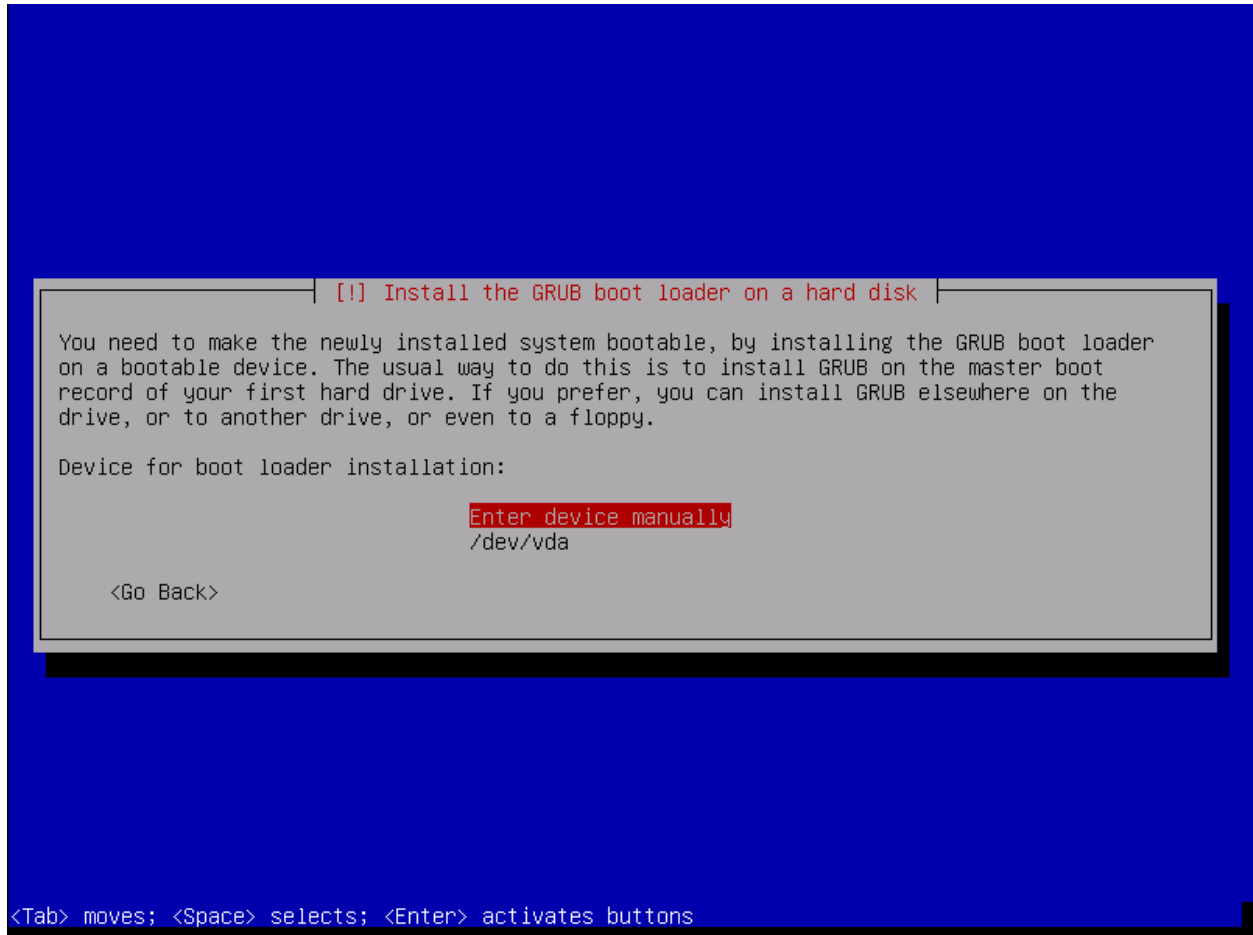 [!] Install the GRUB boot loader on a hard disk
You need to make the newly installed system bootable, by installing the GRUB boot loader
on a bootable device. The usual way to do this is to install GRUB on the master boot
record of your first hard drive. If you prefer, you can install GRUB elsewhere on the
drive, or to another drive, or even to a floppy.
Device for boot loader installation:
Enter device manually
/dev/vda
<Go Back>
<Tab> moves; <Space> selects; <Enter> activates buttons